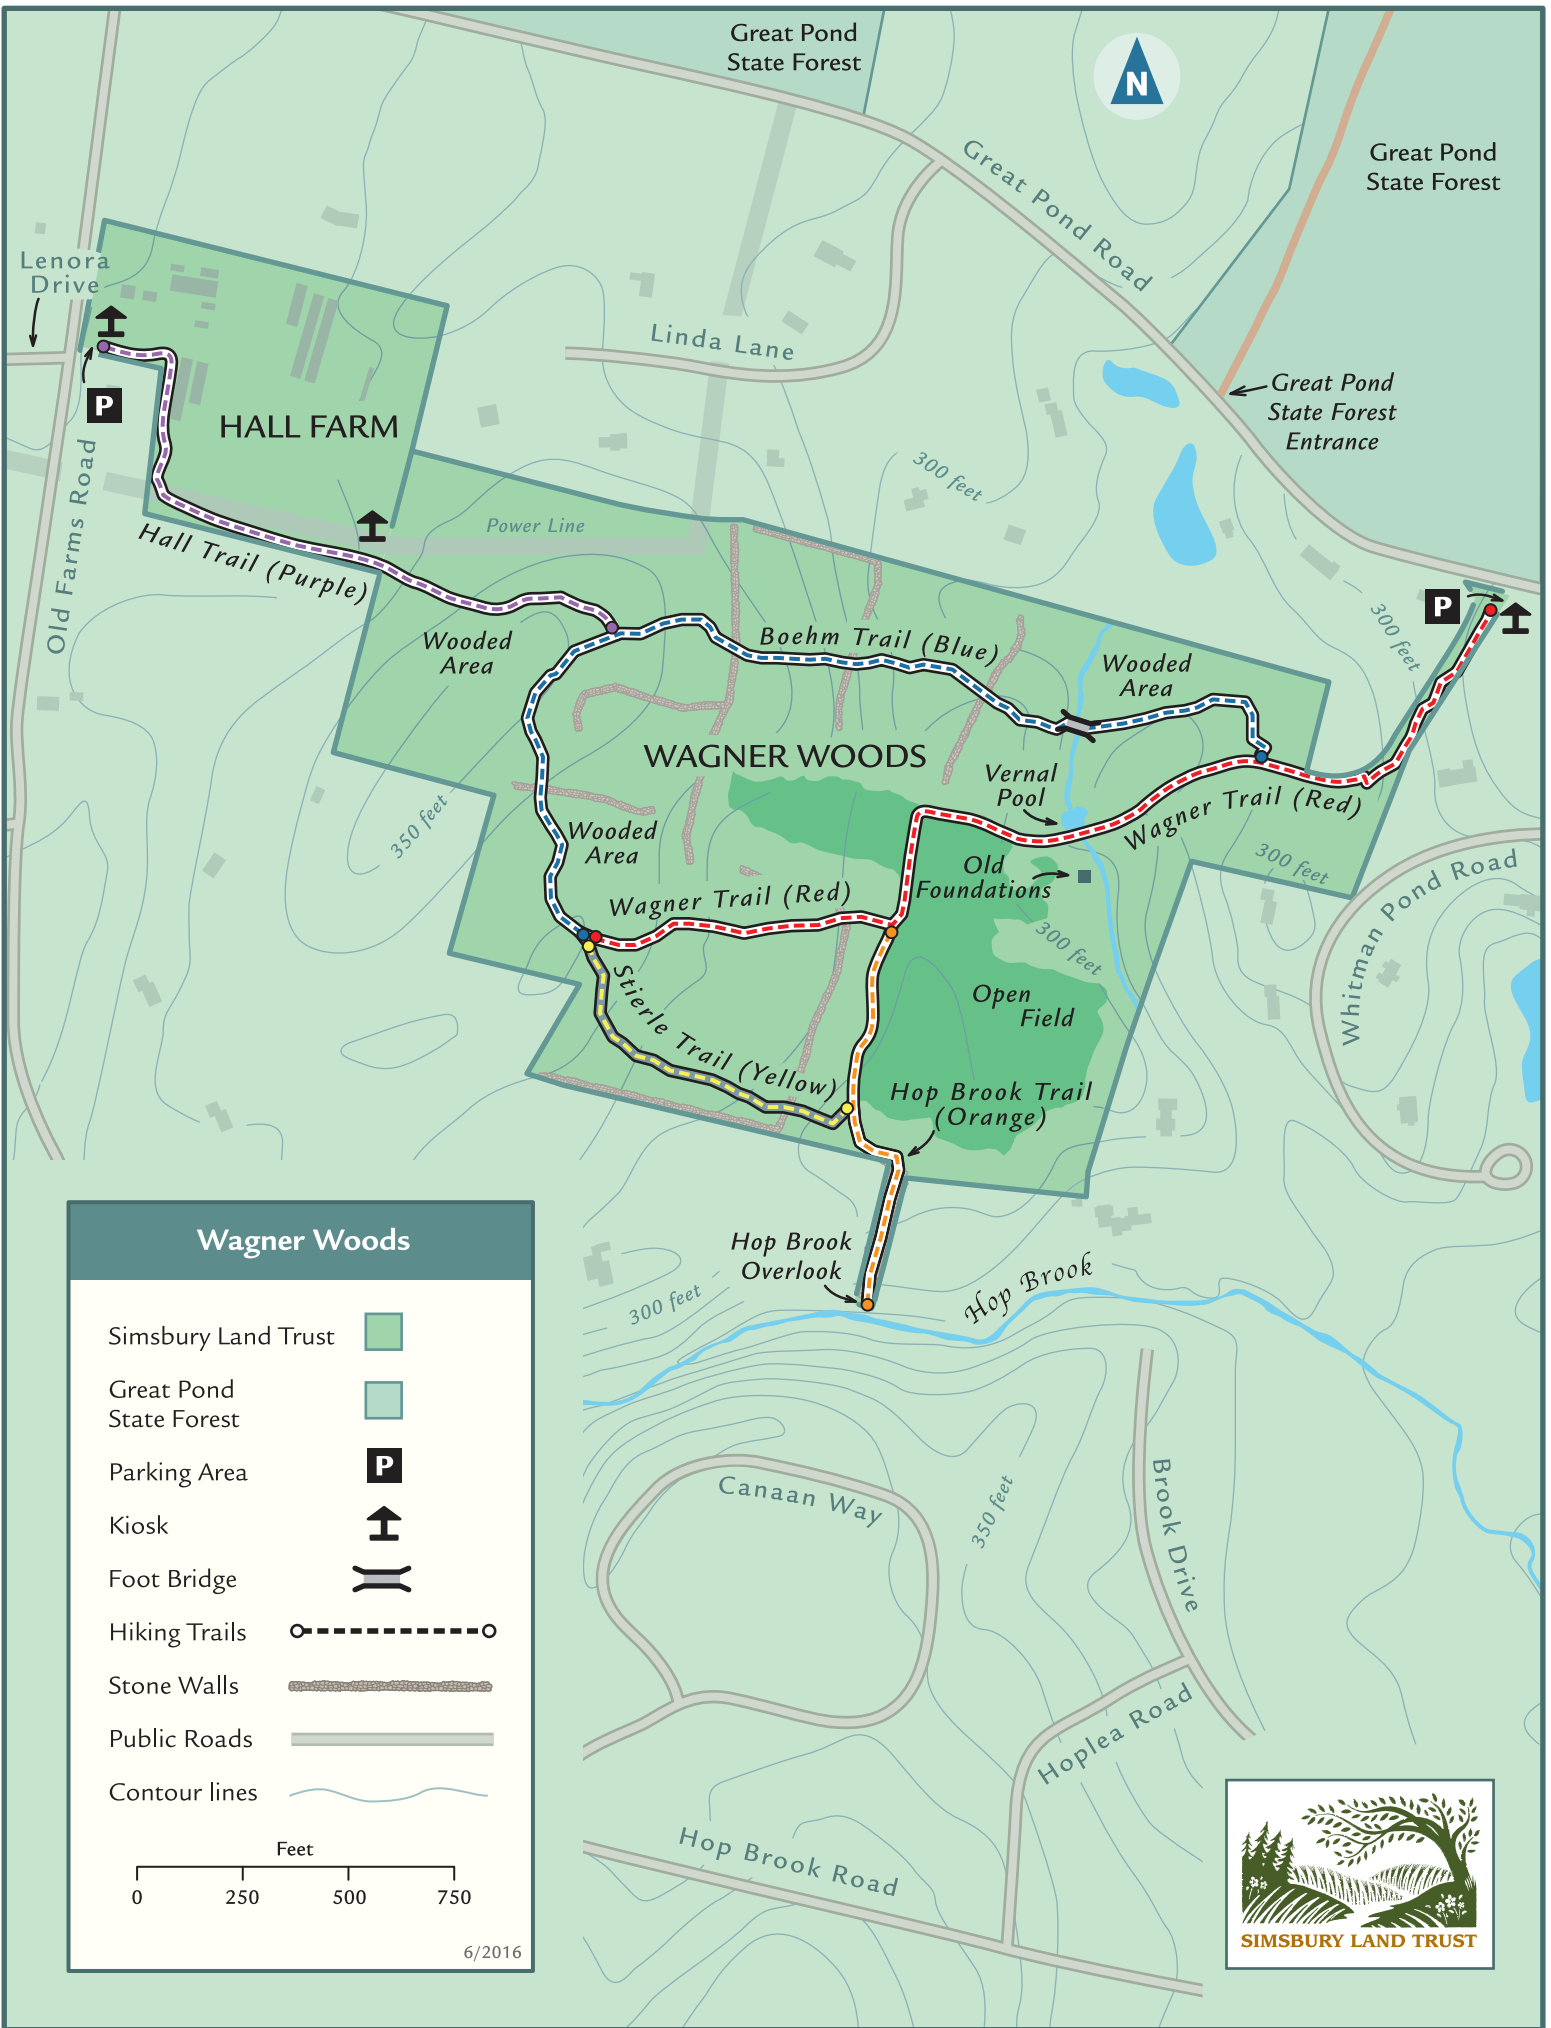 Great Pond
State Forest
N
Great Pond
State Forest
Great Pond Road
Lenora
Drive
Linda Lane
P
HALL FARM
Great Pond
State Forest
Entrance
Old Farms Road
300 feet
Power Line
Hall Trail (Purple)
P
300 feet
Wooded
Area
Boehm Trail (Blue)
Wooded
Area
WAGNER WOODS
Vernal
Pool
Wagner Trail (Red)
350 feet
Wooded
Area
Old
Foundations
300 feet
Whitman Pond Road
Wagner Trail (Red)
300 feet
Stierle Trail (Yellow)
Open
Field
Hop Brook Trail
(Orange)
Hop Brook
Overlook
Hop Brook
300 feet
Canaan Way
350 feet
Brook Drive
Hoplea Road
Hop Brook Road
Wagner Woods
Simsbury Land Trust
Great Pond
State Forest
Parking Area
P
Kiosk
Foot Bridge
Hiking Trails
Stone Walls
Public Roads
Contour lines
Feet
0 250 500 750
6/2016
SIMSBURY LAND TRUST